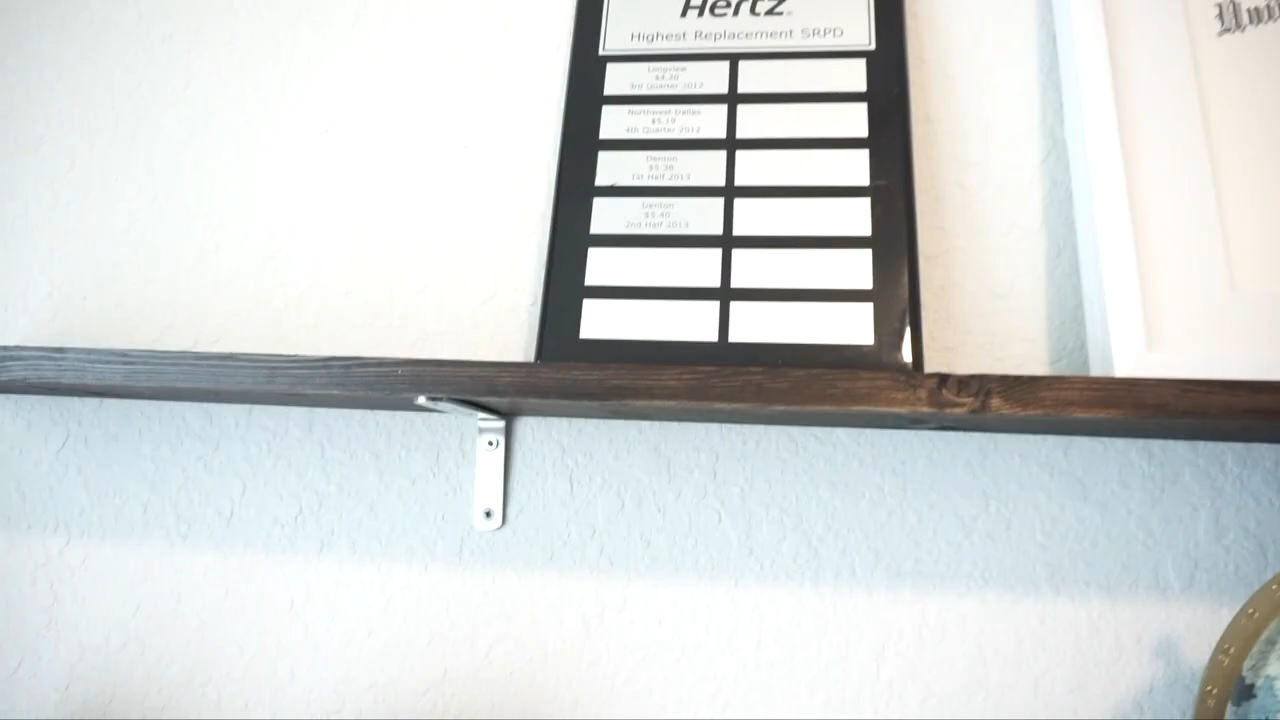 Hertz
Highest Replacement SRPD
Longview
$4.20
3rd Quarter 2012
Northwest Dallas
$5.19
4th Quarter 2012
Denton
$5.38
1st Half 2013
Denton
$5.40
2nd Half 2013